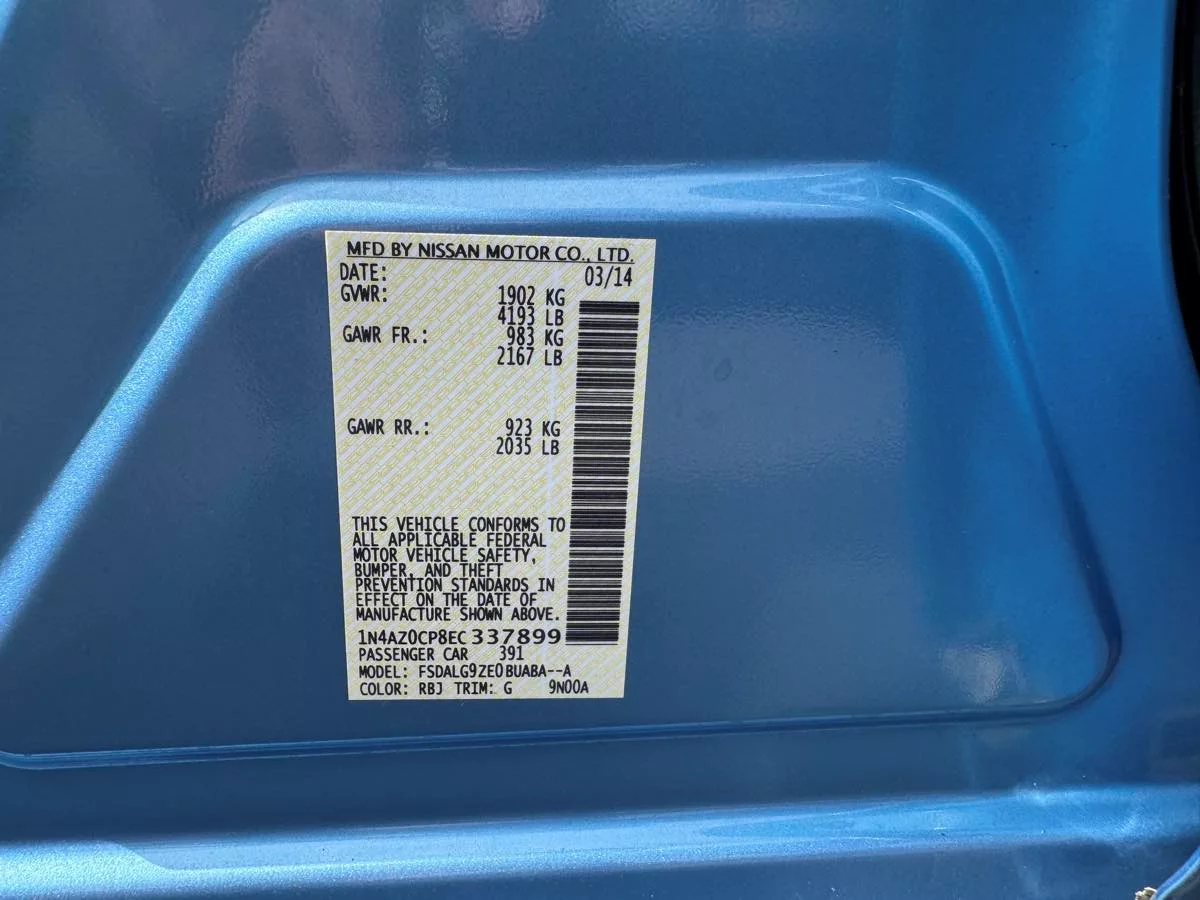 MFD BY NISSAN MOTOR CO., LTD.
DATE: 03/14
GVWR: 1902 KG
4193 LB
GAWR FR.: 983 KG
2167 LB
GAWR RR.: 923 KG
2035 LB
THIS VEHICLE CONFORMS TO
ALL APPLICABLE FEDERAL
MOTOR VEHICLE SAFETY,
BUMPER, AND THEFT
PREVENTION STANDARDS IN
EFFECT ON THE DATE OF
MANUFACTURE SHOWN ABOVE.
1N4AZ0CP8EC337899
PASSENGER CAR 391
MODEL: FSDALG9ZE0BUABA--A
COLOR: RBJ TRIM: G 9N00A